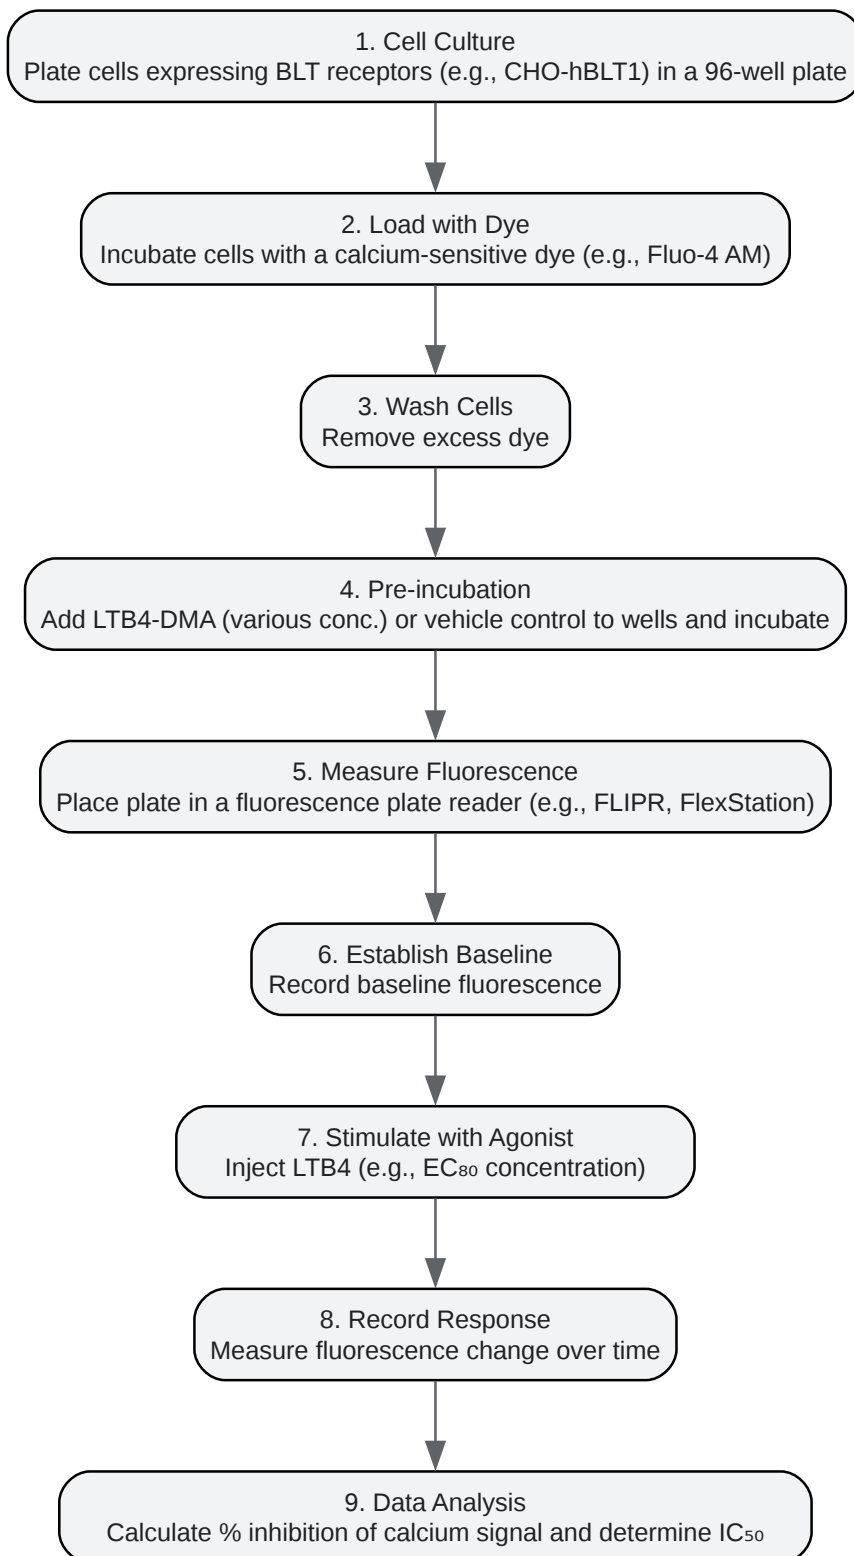 1. Cell Culture
Plate cells expressing BLT receptors (e.g., CHO-hBLT1) in a 96-well plate
2. Load with Dye
Incubate cells with a calcium-sensitive dye (e.g., Fluo-4 AM)
3. Wash Cells
Remove excess dye
4. Pre-incubation
Add LTB4-DMA (various conc.) or vehicle control to wells and incubate
5. Measure Fluorescence
Place plate in a fluorescence plate reader (e.g., FLIPR, FlexStation)
6. Establish Baseline
Record baseline fluorescence
7. Stimulate with Agonist
Inject LTB4 (e.g., EC₈₀ concentration)
8. Record Response
Measure fluorescence change over time
9. Data Analysis
Calculate % inhibition of calcium signal and determine IC₅₀